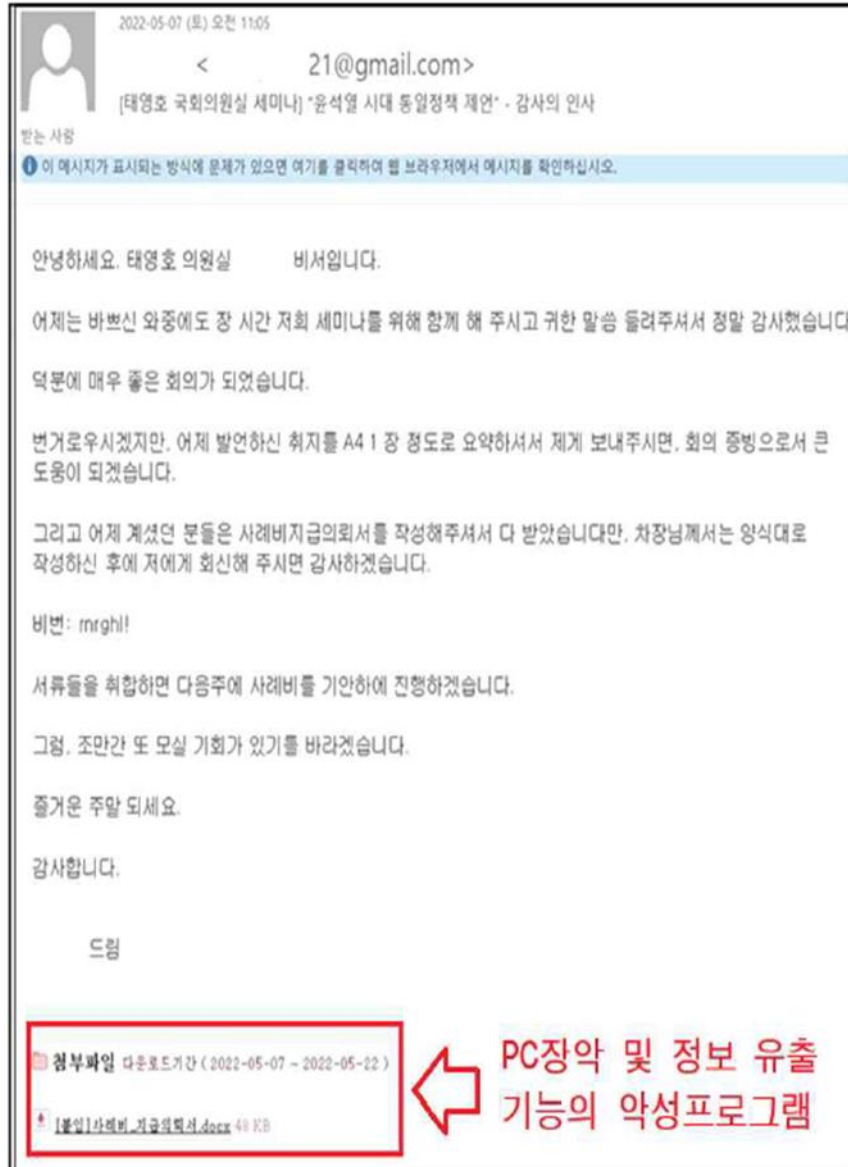 2022-05-07 (토) 오전 11:05
< 21@gmail.com>
[태영호 국회의원실 세미나] "윤석열 시대 통일정책 제언" - 감사의 인사
받는 사람
이 메시지가 표시되는 방식에 문제가 있으면 여기를 클릭하여 웹 브라우저에서 메시지를 확인하십시오.
안녕하세요. 태영호 의원실 비서입니다.
어제는 바쁘신 와중에도 장 시간 저희 세미나를 위해 함께 해 주시고 귀한 말씀 들려주셔서 정말 감사했습니다
덕분에 매우 좋은 회의가 되었습니다.
번거로우시겠지만, 어제 발언하신 취지를 A4 1 장 정도로 요약하셔서 제게 보내주시면, 회의 증빙으로서 큰
도움이 되겠습니다.
그리고 어제 계셨던 분들은 사례비지급의뢰서를 작성해주셔서 다 받았습니다만, 차장님께서는 양식대로
작성하신 후에 저에게 회신해 주시면 감사하겠습니다.
비번: rnrghl!
서류들을 취합하면 다음주에 사례비를 기안하에 진행하겠습니다.
그럼, 조만간 또 모실 기회가 있기를 바라겠습니다.
즐거운 주말 되세요.
감사합니다.
드림
첨부파일 다운로드기간 ( 2022-05-07 ~ 2022-05-22 )
[붙임]사례비_지급의뢰서.docx 48 KB
PC장악 및 정보 유출
기능의 악성프로그램